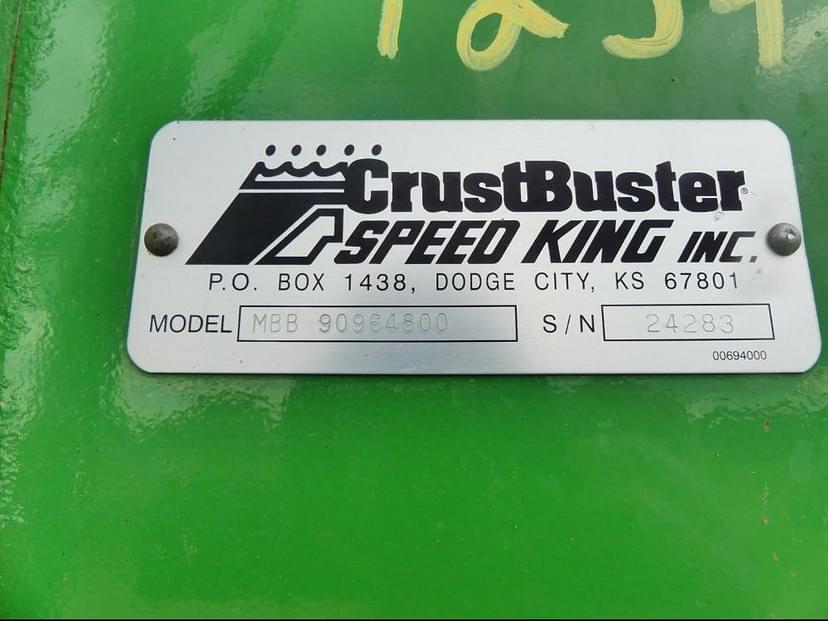 CrustBuster®
SPEED KING INC.
P.O. BOX 1438, DODGE CITY, KS 67801
MODEL MBB 90964800 S/N 24283
00694000